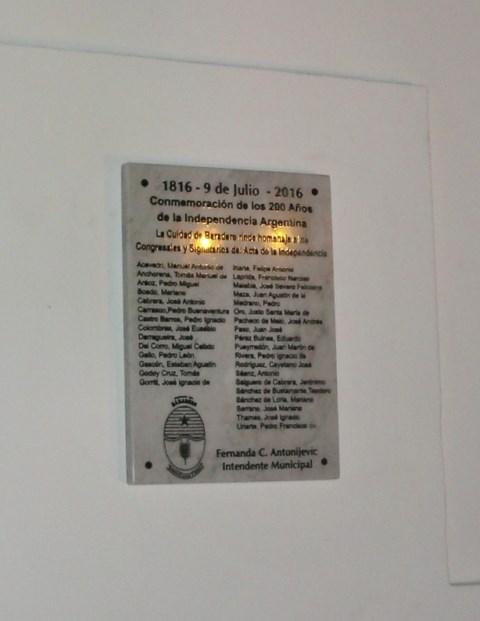 1816 - 9 de Julio - 2016
Conmemoración de los 200 Años
de la Independencia Argentina
La Cuidad de Baradero rinde homenaje a los
Congresales y Signatarios del Acta de la Independencia
Acevedo, Manuel Antonio de
Anchorena, Tomás Manuel de
Aráoz, Pedro Miguel
Boedo, Mariano
Cabrera, José Antonio
Carrasco, Pedro Buenaventura
Castro Barros, Pedro Ignacio
Colombres, José Eusebio
Darragueira, José
Del Corro, Miguel Calixto
Gallo, Pedro León
Gascón, Esteban Agustín
Godoy Cruz, Tomás
Gorriti, José Ignacio de
Iriarte, Felipe Antonio
Laprida, Francisco Narciso
Malabia, José Severo Feliciano
Maza, Juan Agustín de la
Medrano, Pedro
Oro, Justo Santa María de
Pacheco de Melo, José Andrés
Paso, Juan José
Pérez Bulnes, Eduardo
Pueyrredón, Juan Martín de
Rivera, Pedro Ignacio de
Rodríguez, Cayetano José
Sáenz, Antonio
Salguero de Cabrera, Jerónimo
Sánchez de Bustamante, Teodoro
Sánchez de Loria, Mariano
Serrano, José Mariano
Thames, José Ignacio
Uriarte, Pedro Francisco de
Fernanda C. Antonijevic
Intendente Municipal